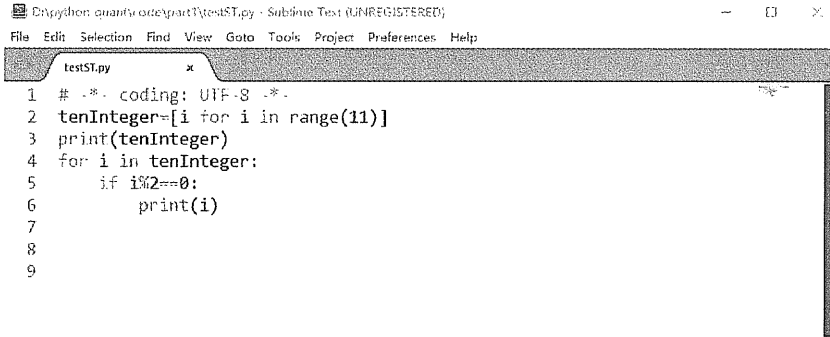 D:\python quant\code\part1\testST.py - Sublime Text (UNREGISTERED)
File Edit Selection Find View Goto Tools Project Preferences Help
testST.py x
1 # -*- coding: UTF-8 -*-
2 tenInteger=[i for i in range(11)]
3 print(tenInteger)
4 for i in tenInteger:
5     if i%2==0:
6         print(i)
7
8
9